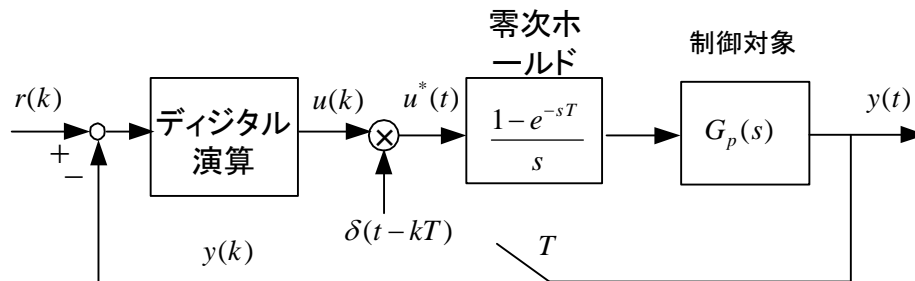 零次ホ
ールド
制御対象
r(k)
+
−
ディジタル
演算
u(k)
u*(t)
1−e^{-sT}
s
G_p(s)
y(t)
δ(t−kT)
y(k)
T